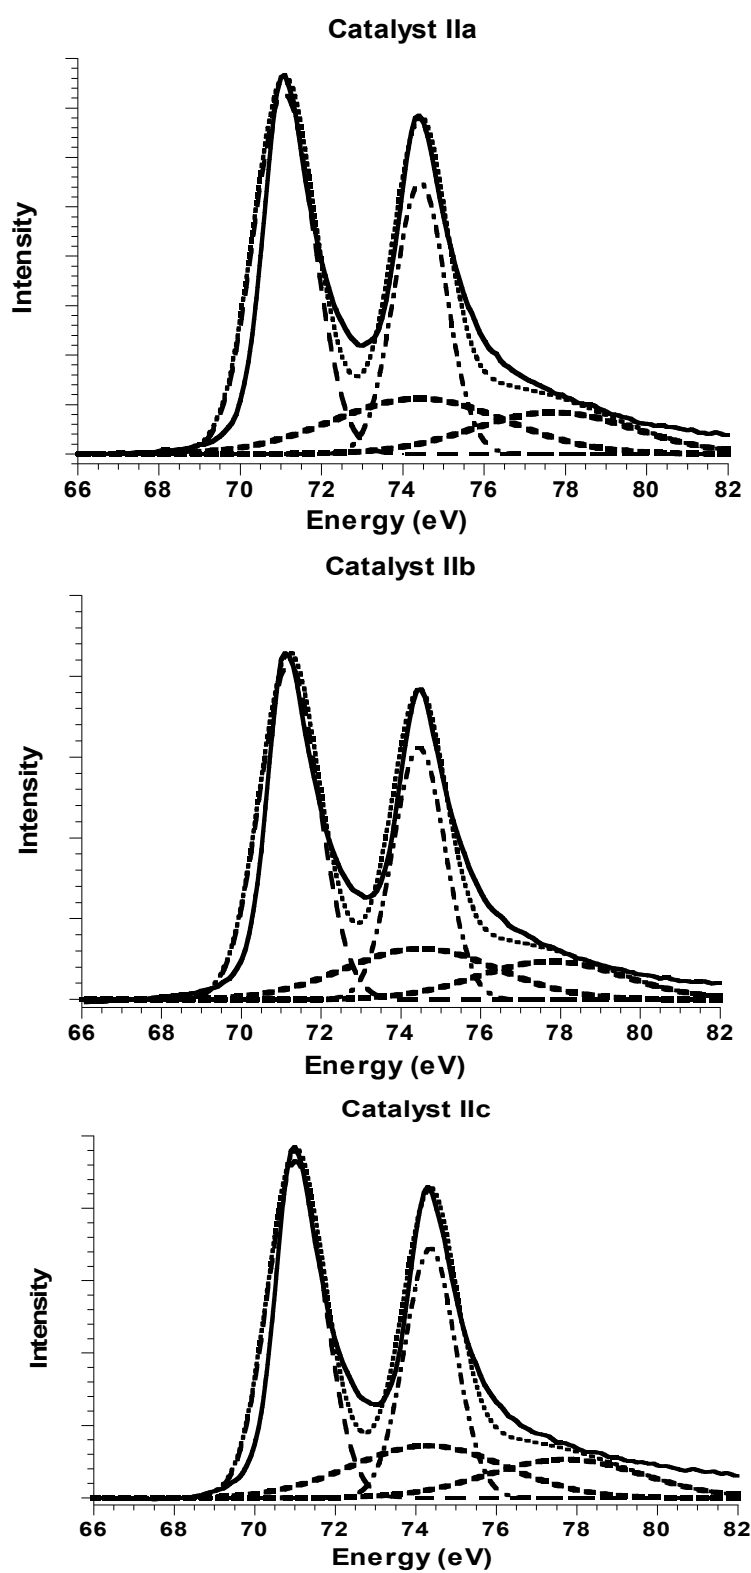 Catalyst IIa
Intensity
66 68 70 72 74 76 78 80 82
Energy (eV)
Catalyst IIb
Intensity
66 68 70 72 74 76 78 80 82
Energy (eV)
Catalyst IIc
Intensity
66 68 70 72 74 76 78 80 82
Energy (eV)